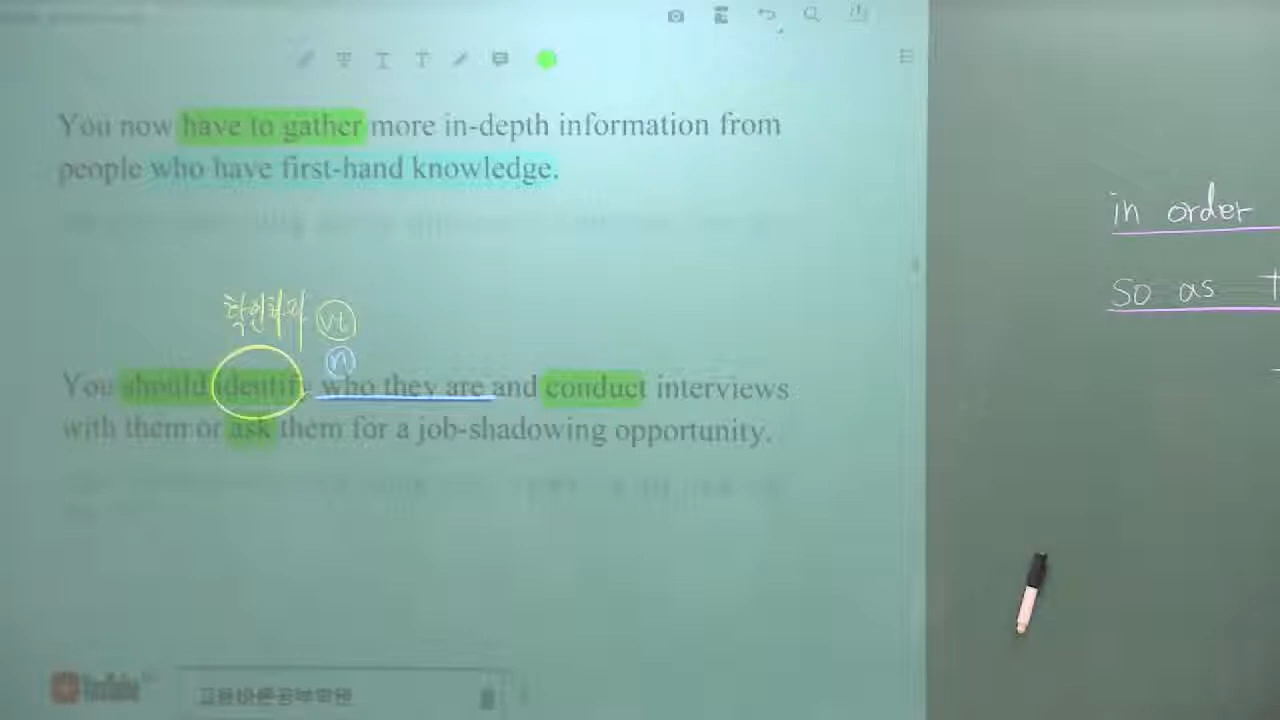 You now have to gather more in-depth information from
people who have first-hand knowledge.
in order
so as
확인하다 vt
n
You should identify who they are and conduct interviews
with them or ask them for a job-shadowing opportunity.
YouTube